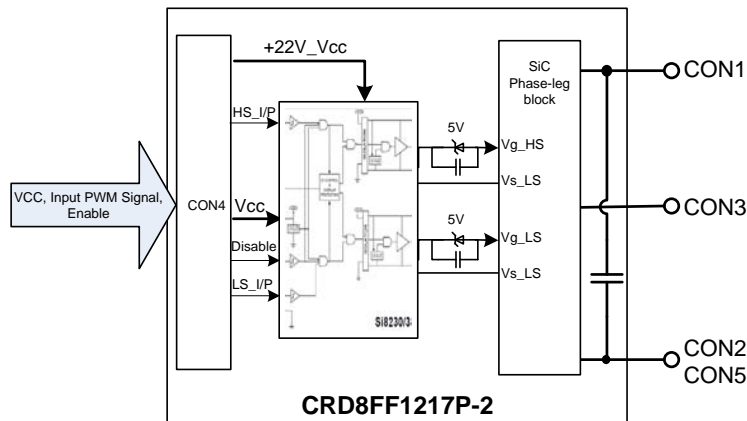 +22V_Vcc
SiC
Phase-leg
block
CON1
HS_I/P
5V
Vg_HS
VCC, Input PWM Signal,
Enable
CON4
Vs_LS
Vcc
CON3
5V
Disable
Vg_LS
LS_I/P
Vs_LS
Si8230/3
CON2
CON5
CRD8FF1217P-2